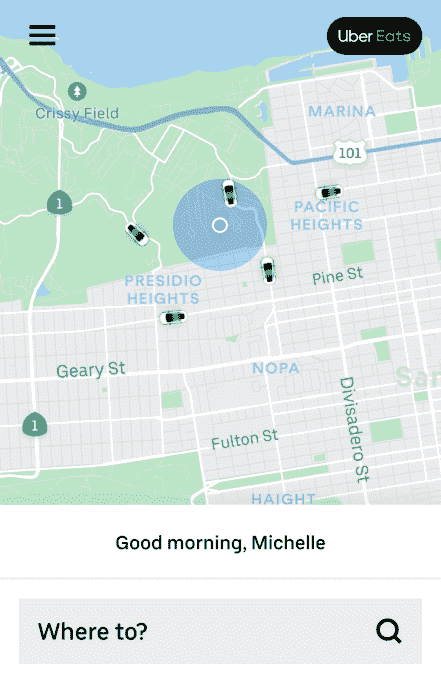 Uber Eats
Crissy Field
MARINA
101
1
PACIFIC
HEIGHTS
PRESIDIO
HEIGHTS
Pine St
Geary St
NOPA
Divisadero St
1
Fulton St
HAIGHT
Good morning, Michelle
Where to?